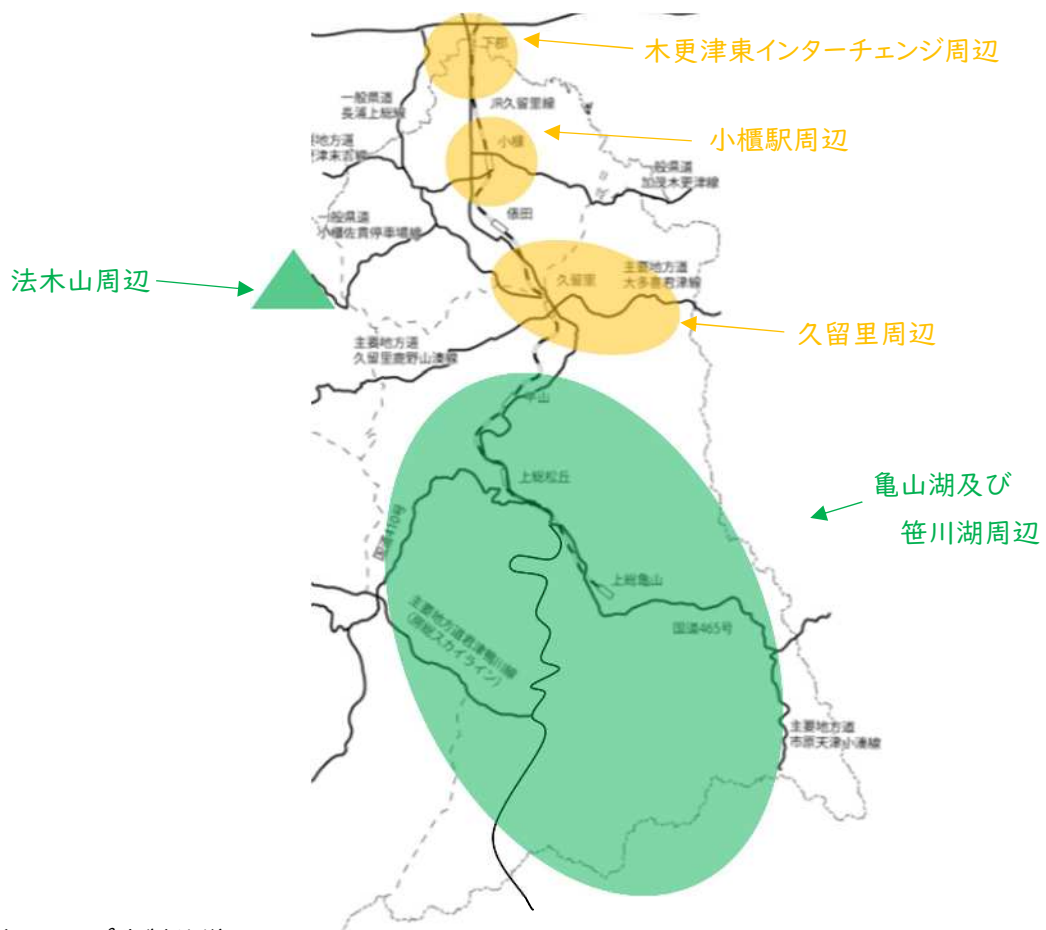 下郡
木更津東インターチェンジ周辺
一般県道
長浦上総線
JR久留里線
小櫃
小櫃駅周辺
地方道
津末吉線
一般県道
加茂木更津線
俵田
一般県道
小櫃佐貫停車場線
法木山周辺
久留里
主要地方道
大多喜君津線
久留里周辺
主要地方道
久留里鹿野山湊線
平山
上総松丘
亀山湖及び
笹川湖周辺
国道410号
上総亀山
主要地方道君津鴨川線
(房総スカイライン)
国道465号
主要地方道
市原天津小湊線